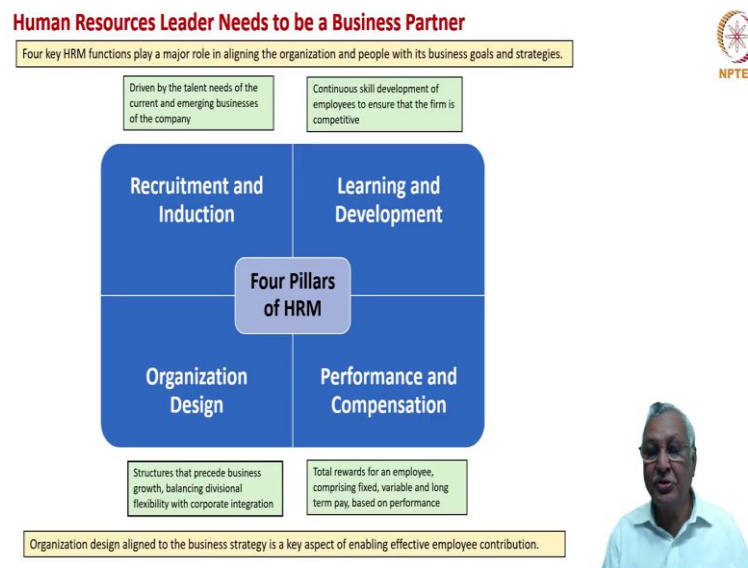 Human Resources Leader Needs to be a Business Partner
Four key HRM functions play a major role in aligning the organization and people with its business goals and strategies.
NPTE
Driven by the talent needs of the
current and emerging businesses
of the company
Continuous skill development of
employees to ensure that the firm is
competitive
Recruitment and
Induction
Learning and
Development
Four Pillars
of HRM
Organization
Design
Performance and
Compensation
Structures that precede business
growth, balancing divisional
flexibility with corporate integration
Total rewards for an employee,
comprising fixed, variable and long
term pay, based on performance
Organization design aligned to the business strategy is a key aspect of enabling effective employee contribution.